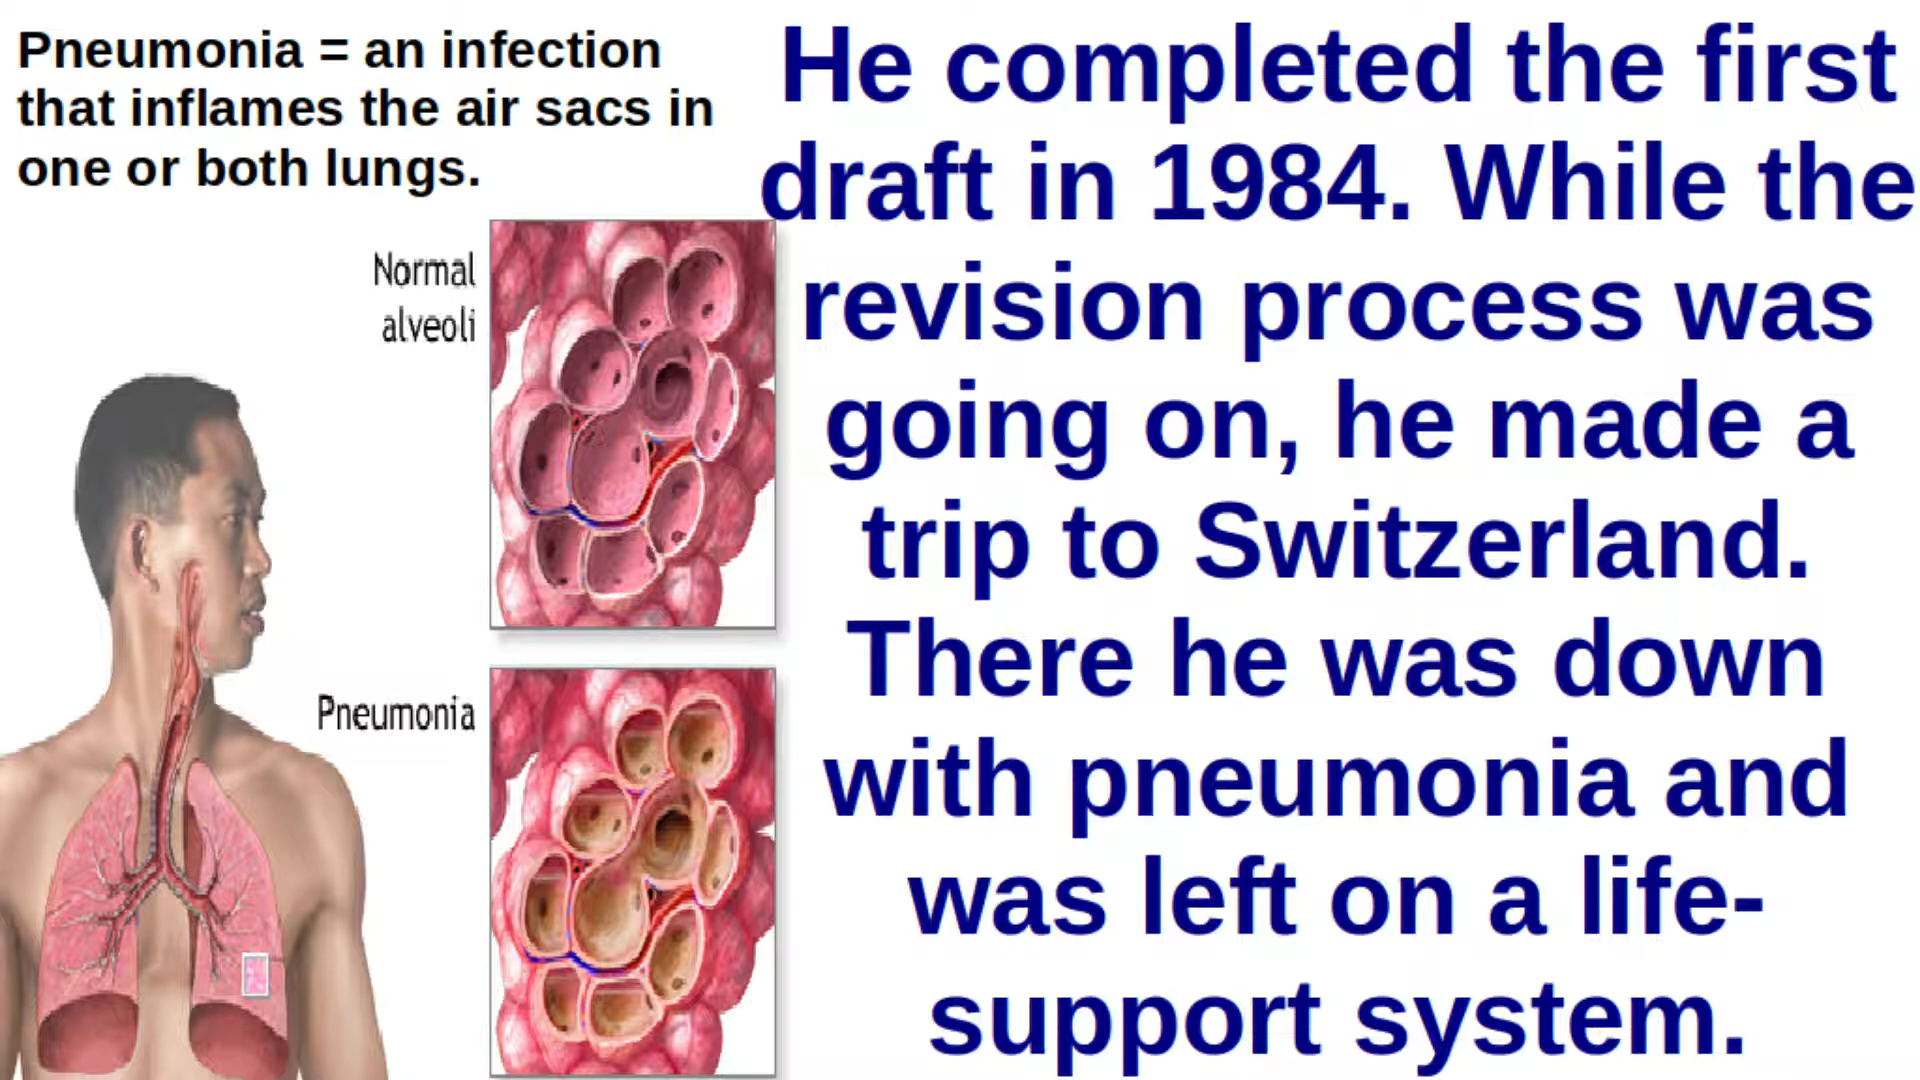 Pneumonia = an infection
that inflames the air sacs in
one or both lungs.
Normal
alveoli
Pneumonia
He completed the first
draft in 1984. While the
revision process was
going on, he made a
trip to Switzerland.
There he was down
with pneumonia and
was left on a life-
support system.